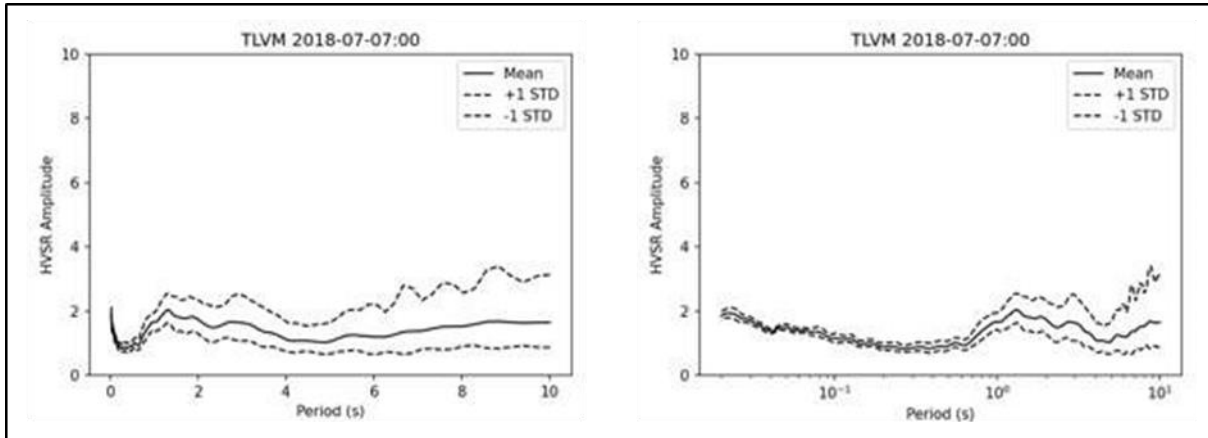 TLVM 2018-07-07:00
10
8
6
4
2
0
HVSR Amplitude
Mean
+1 STD
-1 STD
0 2 4 6 8 10
Period (s)
TLVM 2018-07-07:00
10
8
6
4
2
0
HVSR Amplitude
Mean
+1 STD
-1 STD
10⁻¹ 10⁰ 10¹
Period (s)